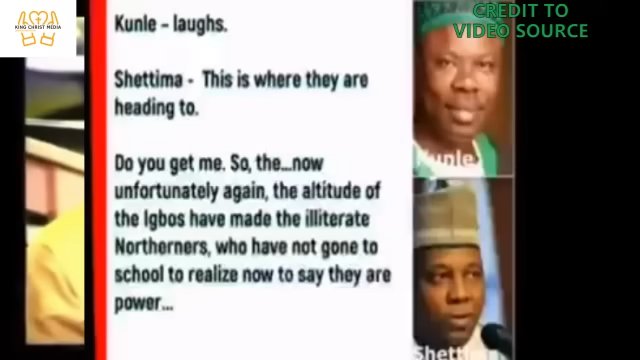 KING CHRIST MEDIA
CREDIT TO
VIDEO SOURCE
Kunle – laughs.
Shettima - This is where they are
heading to.
Do you get me. So, the...now
unfortunately again, the altitude of
the Igbos have made the illiterate
Northerners, who have not gone to
school to realize now to say they are
power...
Kunle
Shett